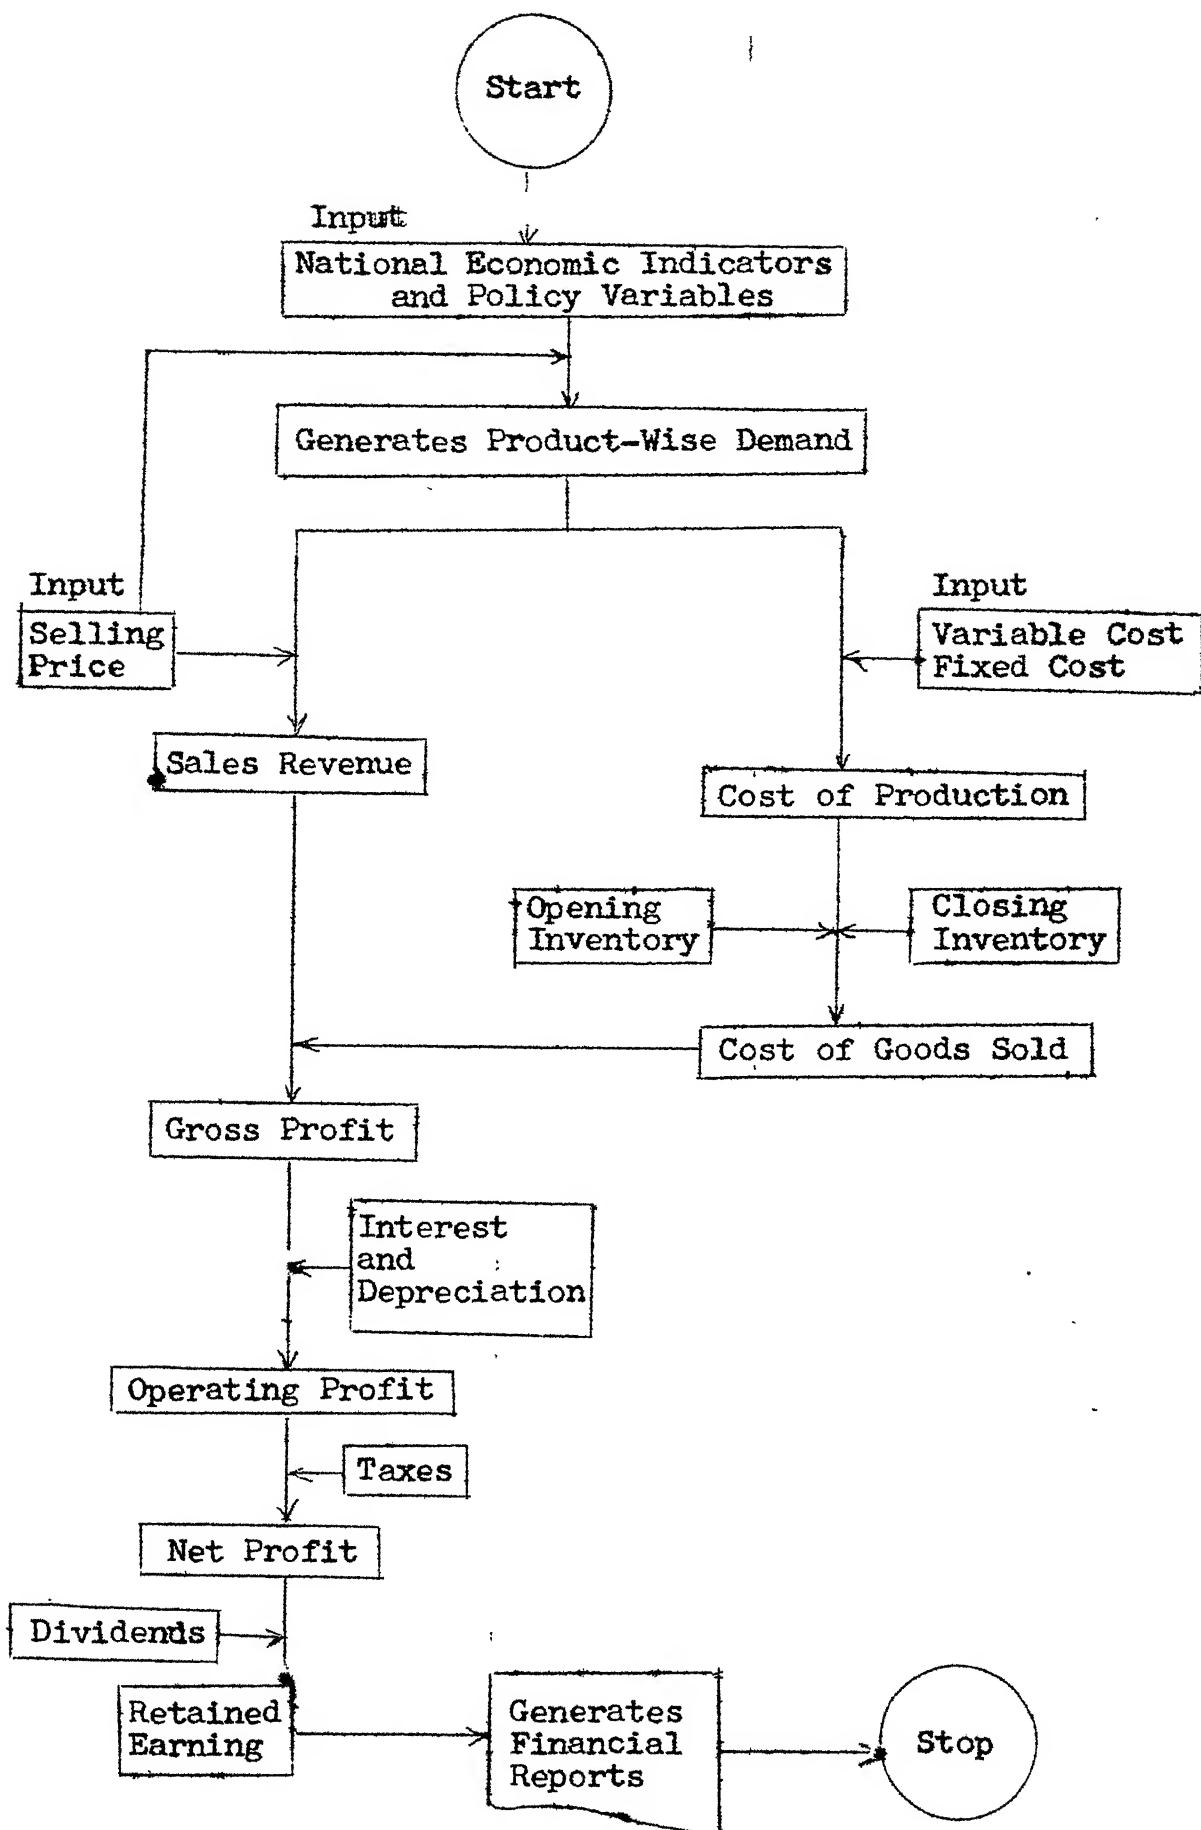 Start
Input
National Economic Indicators
and Policy Variables
Generates Product-Wise Demand
Input
Selling
Price
Input
Variable Cost
Fixed Cost
Sales Revenue
Cost of Production
Opening
Inventory
Closing
Inventory
Cost of Goods Sold
Gross Profit
Interest
and
Depreciation
Operating Profit
Taxes
Net Profit
Dividends
Retained
Earning
Generates
Financial
Reports
Stop